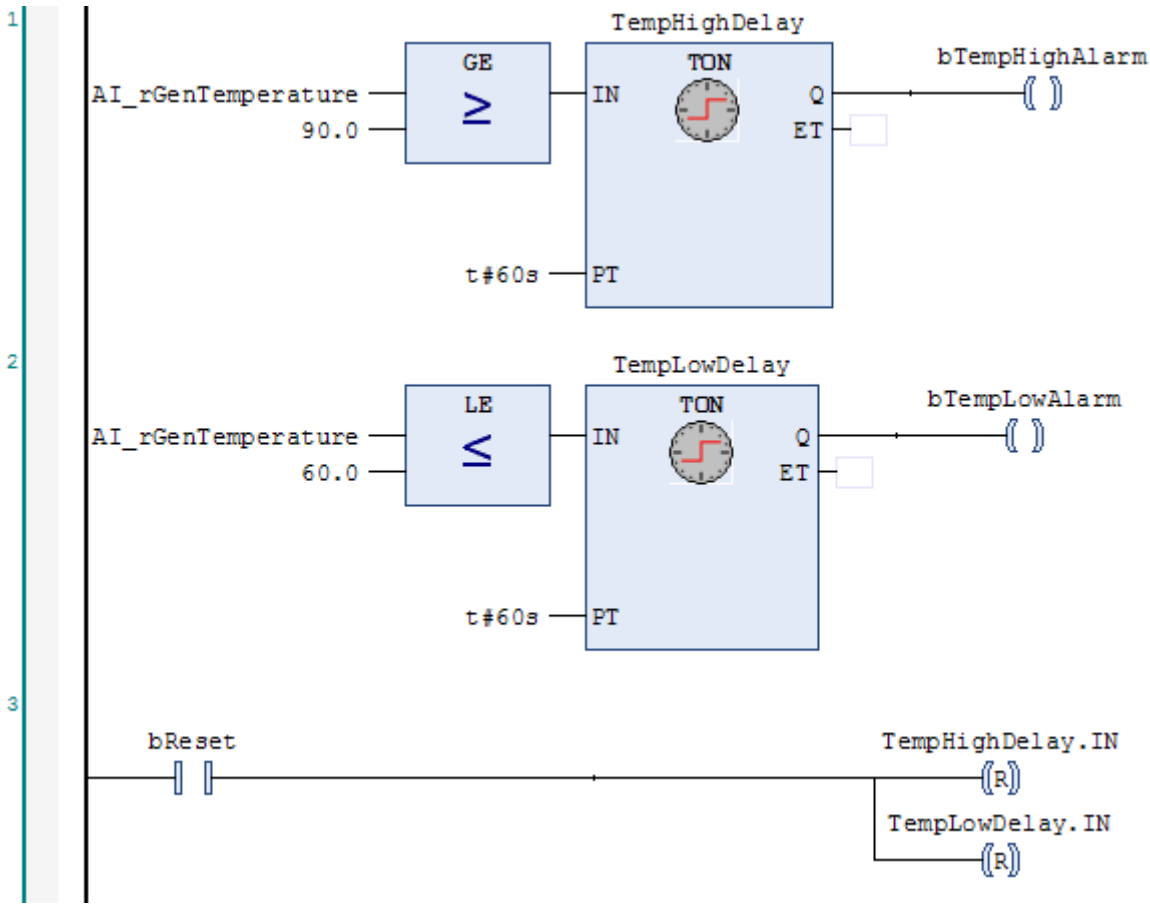 1
TempHighDelay
GE
TON
bTempHighAlarm
AI_rGenTemperature
≥
IN
Q
90.0
ET
t#60s
PT
2
TempLowDelay
LE
TON
bTempLowAlarm
AI_rGenTemperature
≤
IN
Q
60.0
ET
t#60s
PT
3
bReset
TempHighDelay.IN
R
TempLowDelay.IN
R